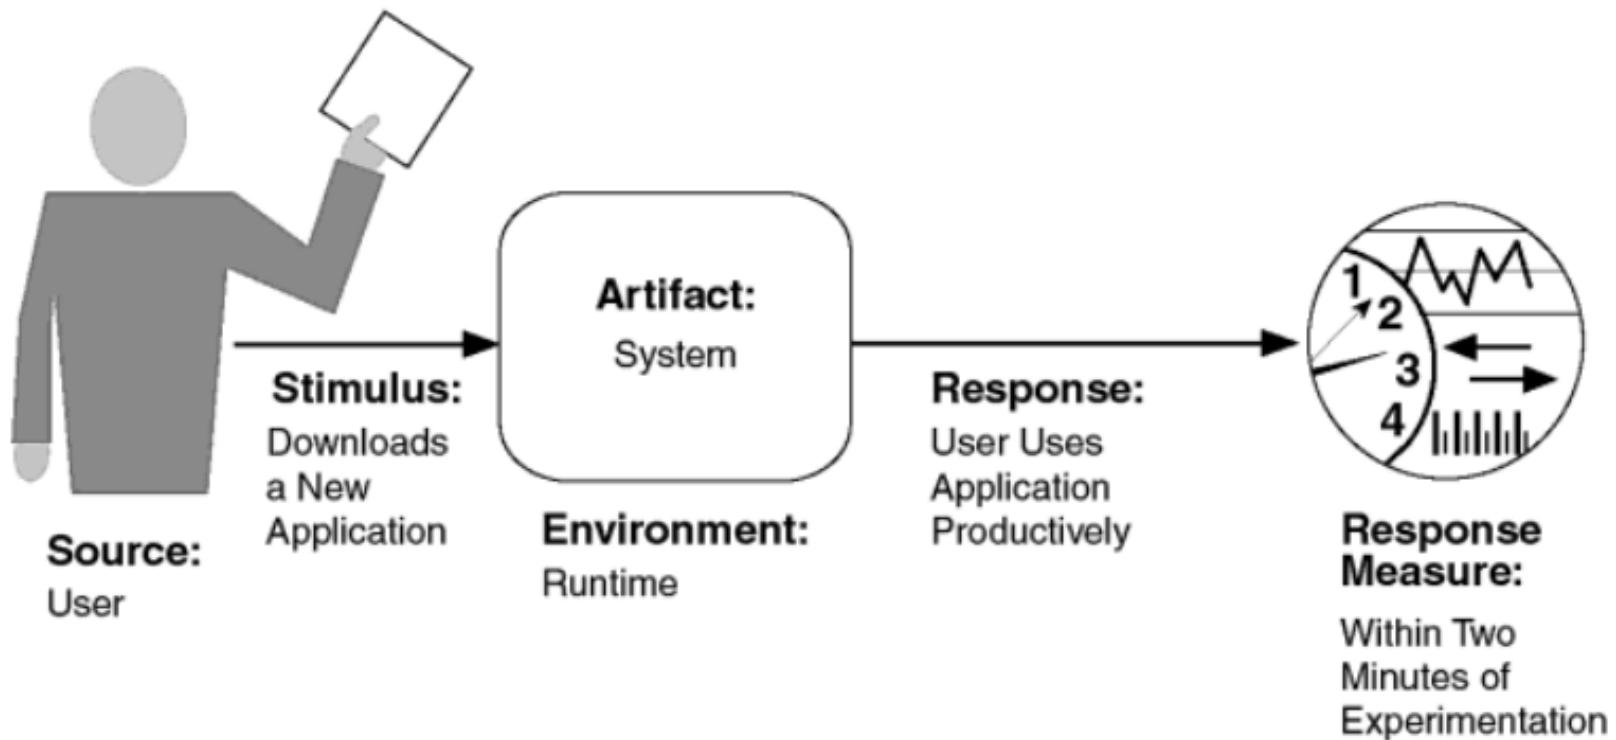 Source:
User
Stimulus:
Downloads
a New
Application
Artifact:
System
Environment:
Runtime
Response:
User Uses
Application
Productively
1
2
3
4
Response
Measure:
Within Two
Minutes of
Experimentation